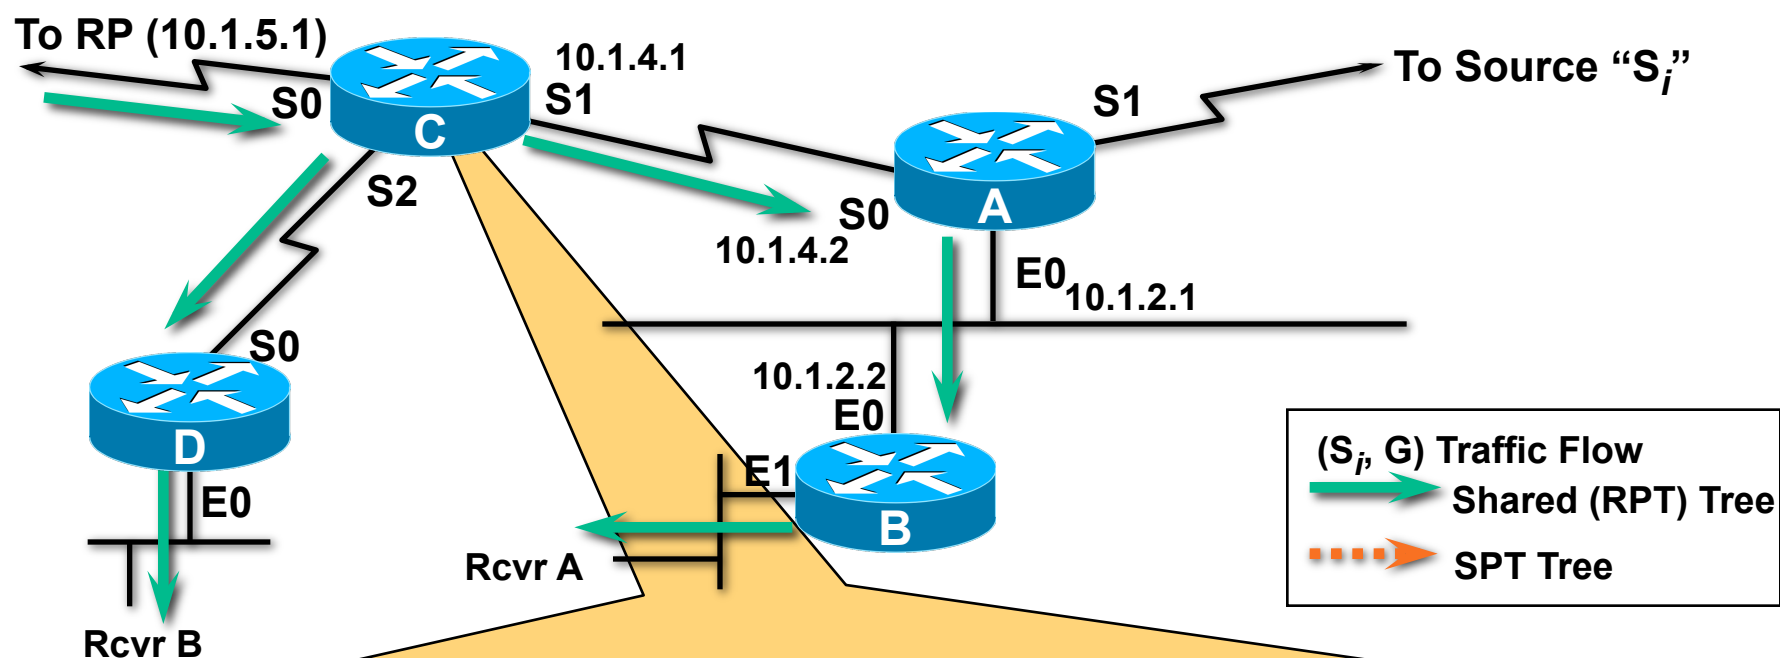 To RP (10.1.5.1)
10.1.4.1
To Source “Si”
S0
S1
S1
C
S2
S0
A
10.1.4.2
E0
10.1.2.1
S0
10.1.2.2
E0
D
E1
(Si, G) Traffic Flow
E0
B
Shared (RPT) Tree
Rcvr A
SPT Tree
Rcvr B